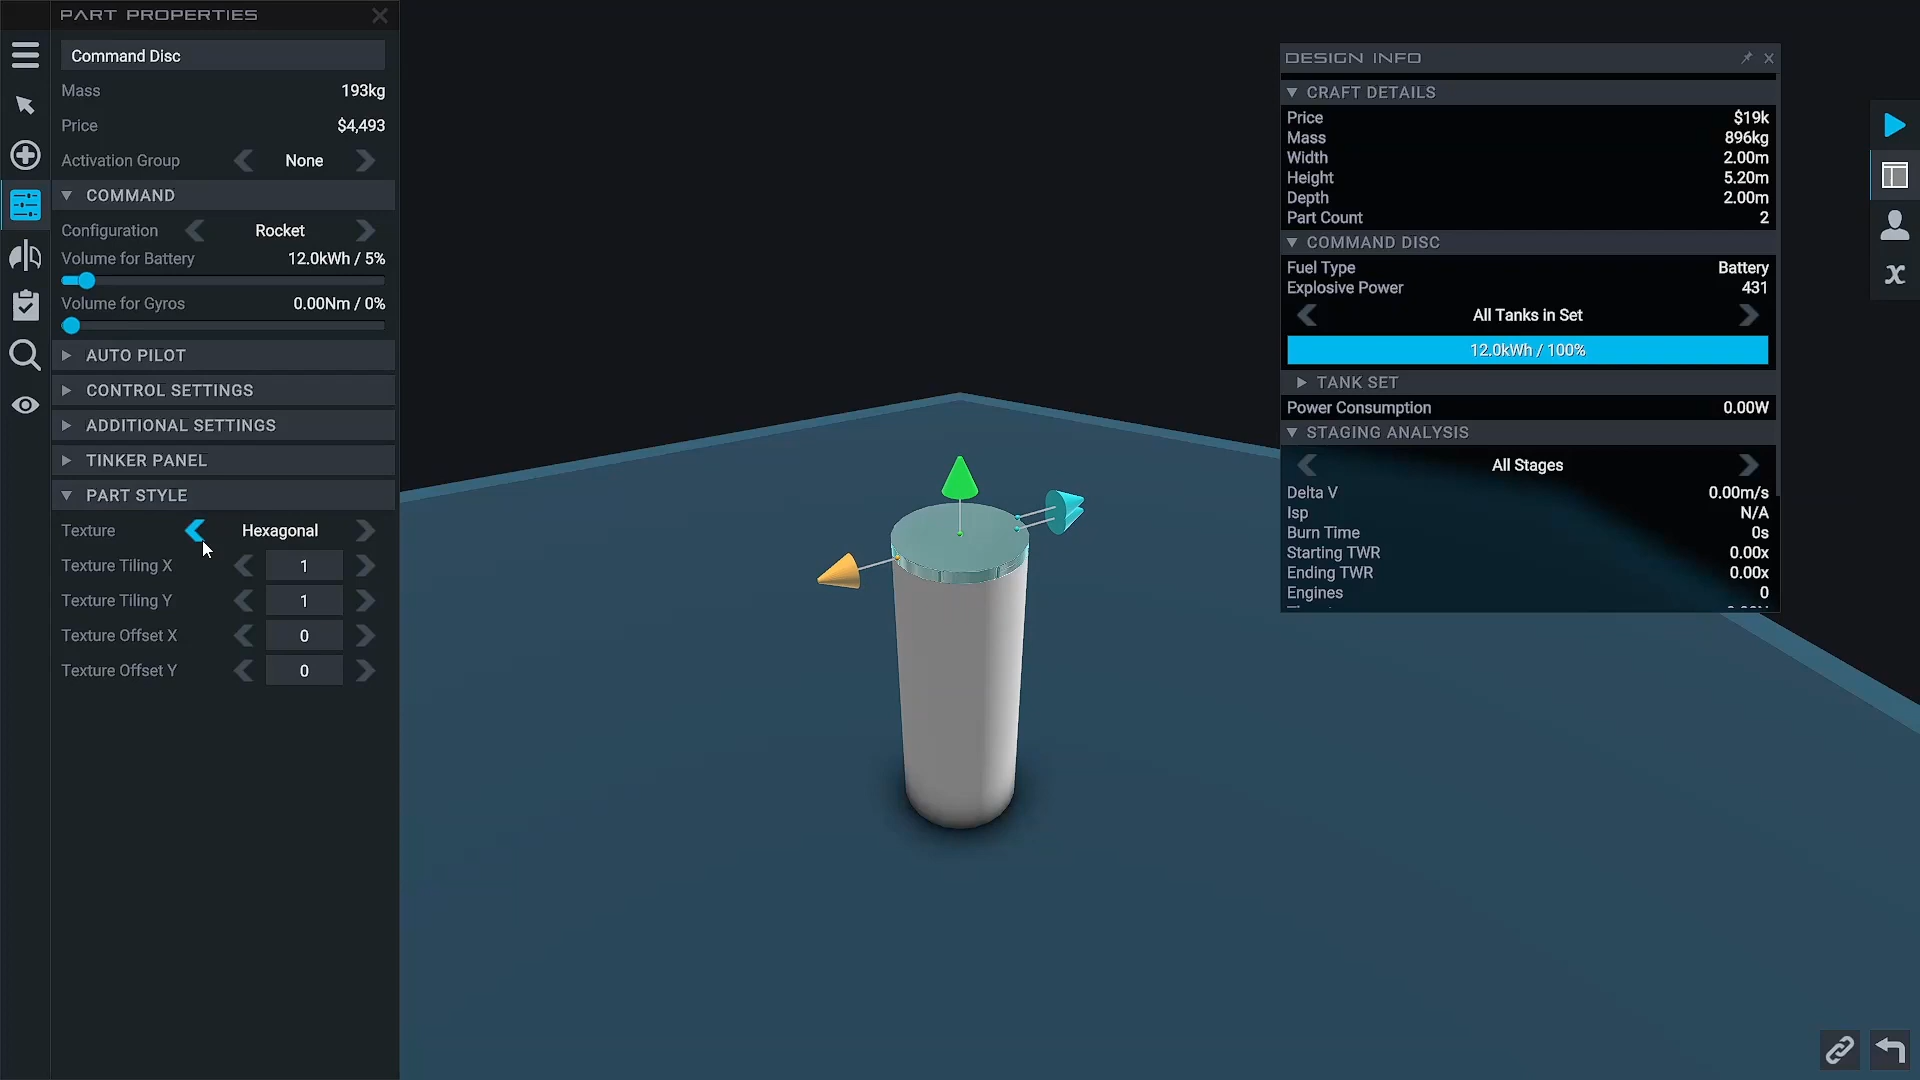 PART PROPERTIES
Command Disc
Mass 193kg
Price $4,493
Activation Group None
COMMAND
Configuration Rocket
Volume for Battery 12.0kWh / 5%
Volume for Gyros 0.00Nm / 0%
AUTO PILOT
CONTROL SETTINGS
ADDITIONAL SETTINGS
TINKER PANEL
PART STYLE
Texture Hexagonal
Texture Tiling X 1
Texture Tiling Y 1
Texture Offset X 0
Texture Offset Y 0
DESIGN INFO
CRAFT DETAILS
Price $19k
Mass 896kg
Width 2.00m
Height 5.20m
Depth 2.00m
Part Count 2
COMMAND DISC
Fuel Type Battery
Explosive Power 431
All Tanks in Set
12.0kWh / 100%
TANK SET
Power Consumption 0.00W
STAGING ANALYSIS
All Stages
Delta V 0.00m/s
Isp N/A
Burn Time 0s
Starting TWR 0.00x
Ending TWR 0.00x
Engines 0
x